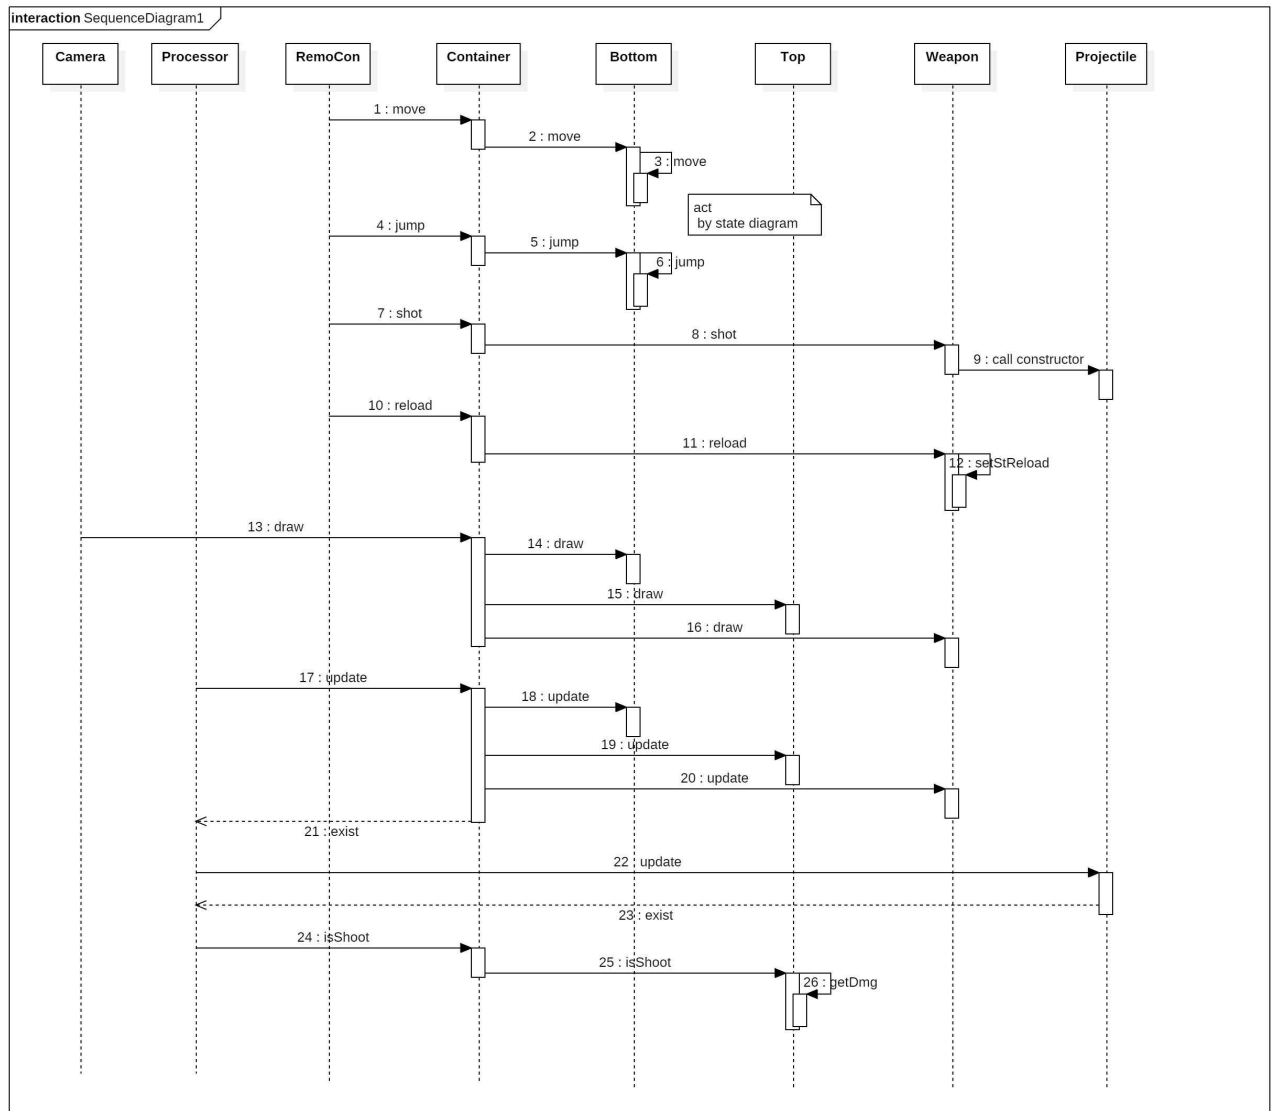 interaction SequenceDiagram1
Camera
Processor
RemoCon
Container
Bottom
Top
Weapon
Projectile
1 : move
2 : move
3 : move
act
by state diagram
4 : jump
5 : jump
6 : jump
7 : shot
8 : shot
9 : call constructor
10 : reload
11 : reload
12 : setStReload
13 : draw
14 : draw
15 : draw
16 : draw
17 : update
18 : update
19 : update
20 : update
21 : exist
22 : update
23 : exist
24 : isShoot
25 : isShoot
26 : getDmg